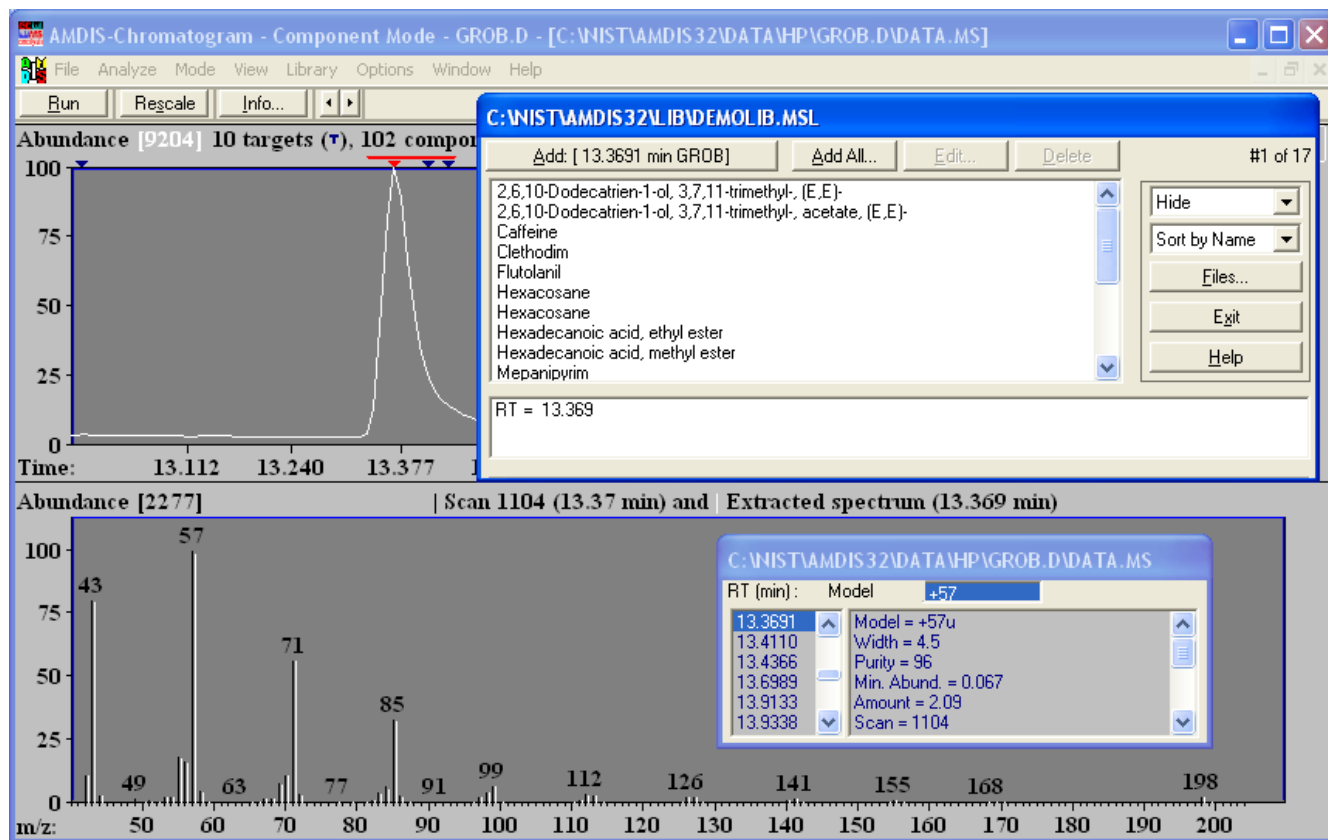 AMDIS-Chromatogram - Component Mode - GROB.D - [C:\NIST\AMDIS32\DATA\HP\GROB.D\DATA.MS]
File Analyze Mode View Library Options Window Help
Run Rescale Info...
Abundance [9204] 10 targets (T), 102 compo
100
75
50
25
0
Time: 13.112 13.240 13.377
C:\NIST\AMDIS32\LIB\DEMOLIB.MSL
Add: [ 13.3691 min GROB] Add All... Edit... Delete #1 of 17
2,6,10-Dodecatrien-1-ol, 3,7,11-trimethyl-, (E,E)-
2,6,10-Dodecatrien-1-ol, 3,7,11-trimethyl-, acetate, (E,E)-
Caffeine
Clethodim
Flutolanil
Hexacosane
Hexacosane
Hexadecanoic acid, ethyl ester
Hexadecanoic acid, methyl ester
Mepanipyrim
Hide
Sort by Name
Files...
Exit
Help
RT = 13.369
Abundance [2277] | Scan 1104 (13.37 min) and | Extracted spectrum (13.369 min)
100
75
50
25
0
43 49 57 63 71 77 85 91 99 112 126 141 155 168 198
m/z: 50 60 70 80 90 100 110 120 130 140 150 160 170 180 190 200
C:\NIST\AMDIS32\DATA\HP\GROB.D\DATA.MS
RT (min) : Model +57
13.3691
13.4110
13.4366
13.6989
13.9133
13.9338
Model = +57u
Width = 4.5
Purity = 96
Min. Abund. = 0.067
Amount = 2.09
Scan = 1104